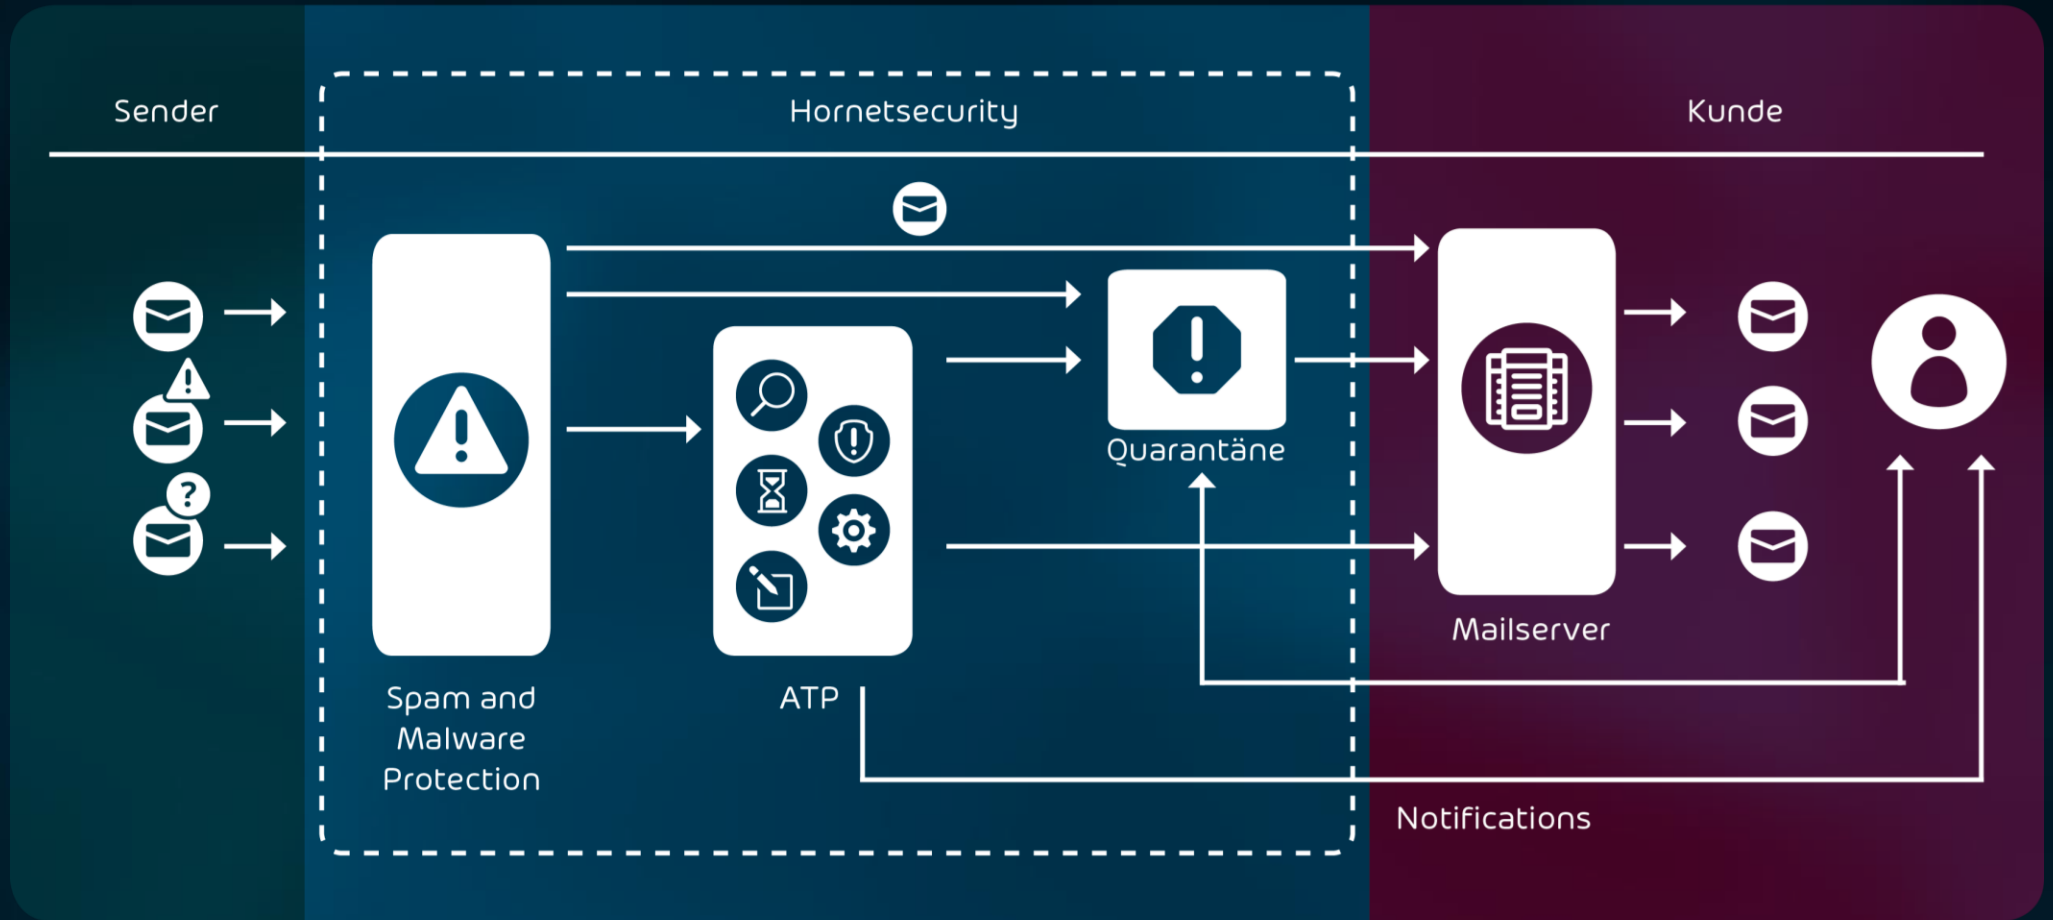 Sender
Hornetsecurity
Kunde
?
Quarantäne
Mailserver
Spam and
Malware
Protection
ATP
Notifications